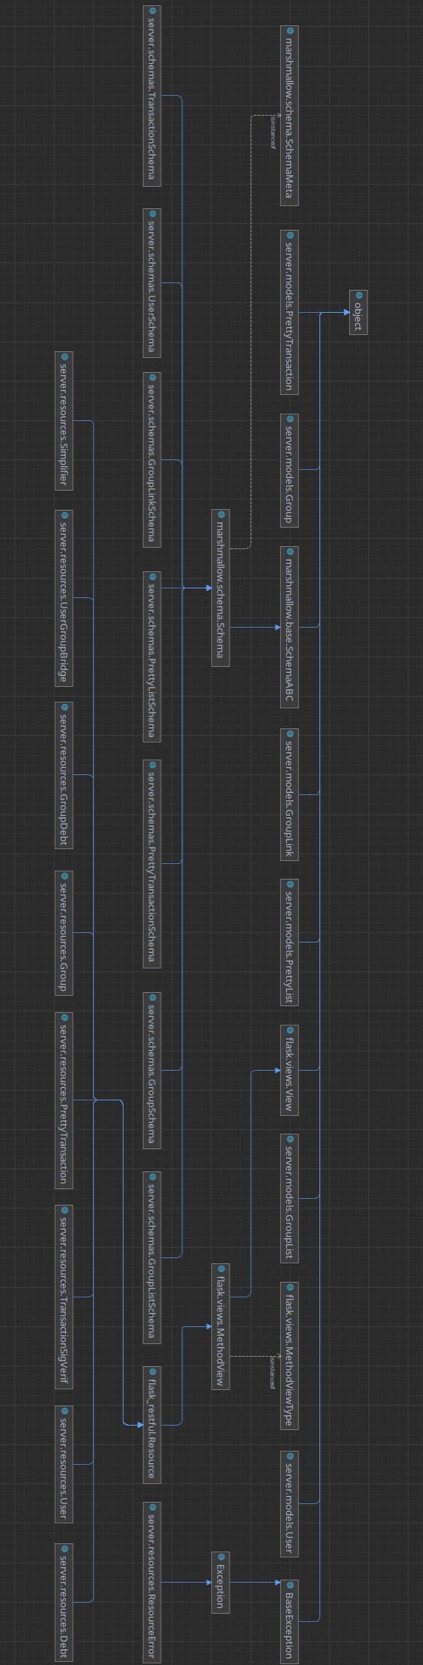 object
marshmallow.schema.SchemaMeta
server.models.PrettyTransaction
server.models.Group
marshmallow.base.SchemaABC
server.models.GroupLink
server.models.PrettyList
flask.views.View
server.models.GroupList
flask.views.MethodViewType
server.models.User
BaseException
isinstanceof
isinstanceof
marshmallow.schema.Schema
flask.views.MethodView
Exception
server.schemas.TransactionSchema
server.schemas.UserSchema
server.schemas.GroupLinkSchema
server.schemas.PrettyListSchema
server.schemas.PrettyTransactionSchema
server.schemas.GroupSchema
server.schemas.GroupListSchema
flask_restful.Resource
server.resources.ResourceError
server.resources.Simplifier
server.resources.UserGroupBridge
server.resources.GroupDebt
server.resources.Group
server.resources.PrettyTransaction
server.resources.TransactionSigVerif
server.resources.User
server.resources.Debt